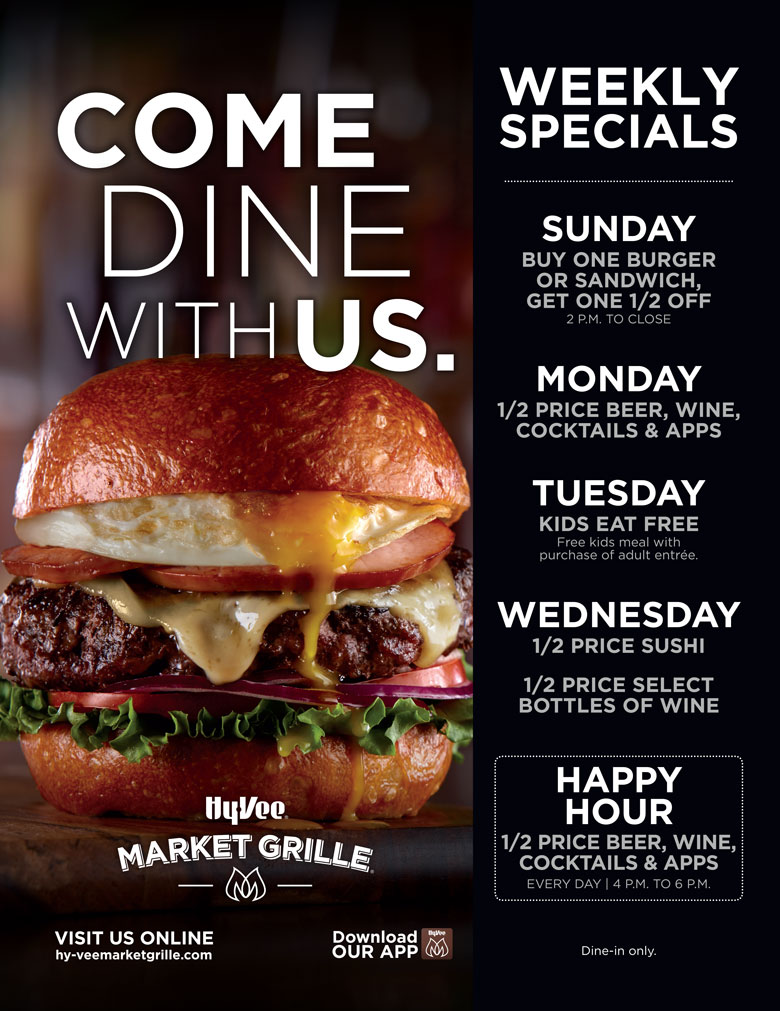 COME
DINE
WITH US.
HyVee
MARKET GRILLE
VISIT US ONLINE
hy-veemarketgrille.com
Download
OUR APP
HyVee
WEEKLY
SPECIALS
SUNDAY
BUY ONE BURGER
OR SANDWICH,
GET ONE 1/2 OFF
2 P.M. TO CLOSE
MONDAY
1/2 PRICE BEER, WINE,
COCKTAILS & APPS
TUESDAY
KIDS EAT FREE
Free kids meal with
purchase of adult entrée.
WEDNESDAY
1/2 PRICE SUSHI
1/2 PRICE SELECT
BOTTLES OF WINE
HAPPY
HOUR
1/2 PRICE BEER, WINE,
COCKTAILS & APPS
EVERY DAY | 4 P.M. TO 6 P.M.
Dine-in only.